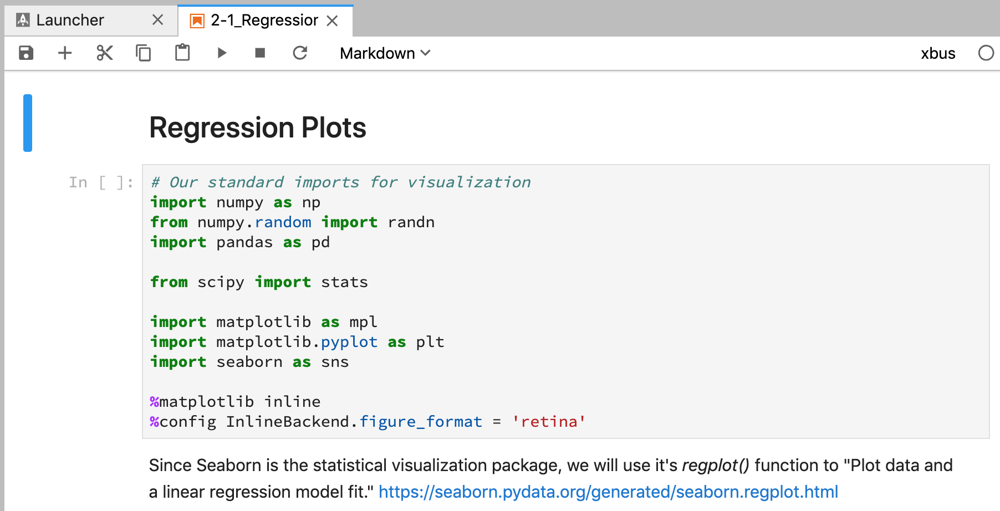 Launcher
2-1_Regression
Markdown
xbus
Regression Plots
In [ ]:
# Our standard imports for visualization
import numpy as np
from numpy.random import randn
import pandas as pd
from scipy import stats
import matplotlib as mpl
import matplotlib.pyplot as plt
import seaborn as sns
%matplotlib inline
%config InlineBackend.figure_format = 'retina'
Since Seaborn is the statistical visualization package, we will use it's regplot() function to "Plot data and
a linear regression model fit." https://seaborn.pydata.org/generated/seaborn.regplot.html